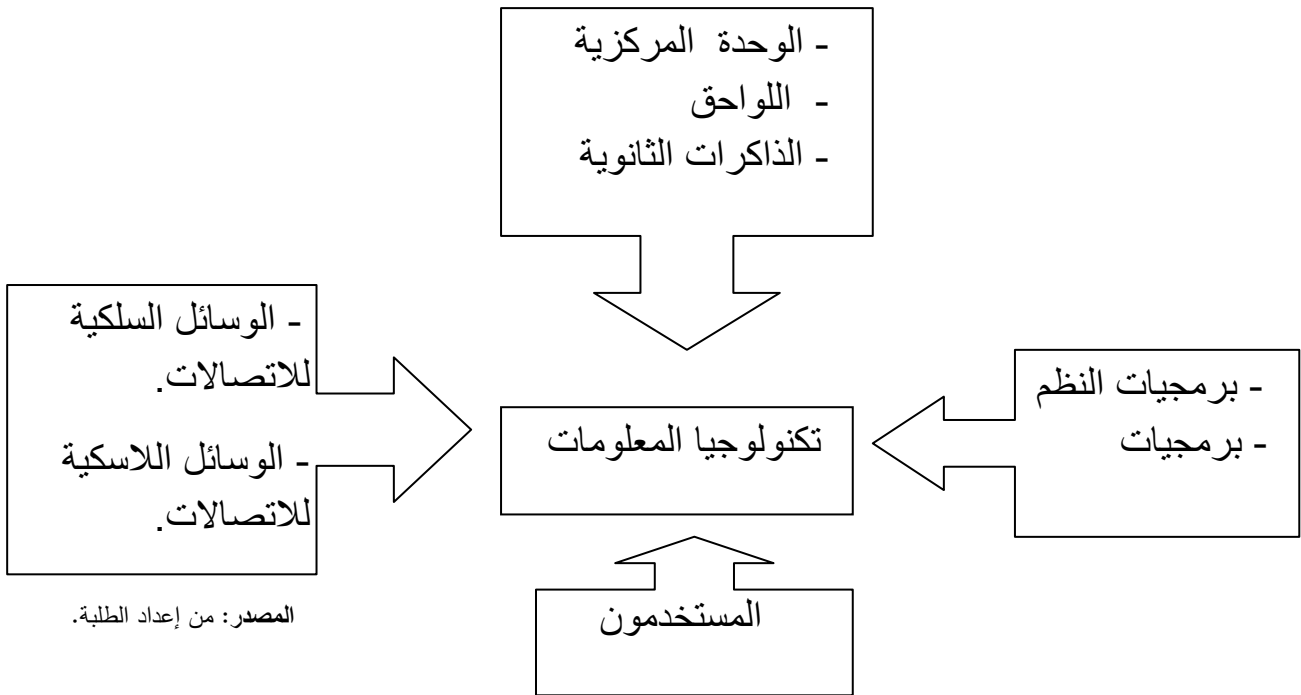 - الوحدة المركزية
- اللواحق
- الذاكرات الثانوية
- الوسائل السلكية
للاتصالات.
- الوسائل اللاسكية
للاتصالات.
- برمجيات النظم
- برمجيات
تكنولوجيا المعلومات
المستخدمون
المصدر: من إعداد الطلبة.